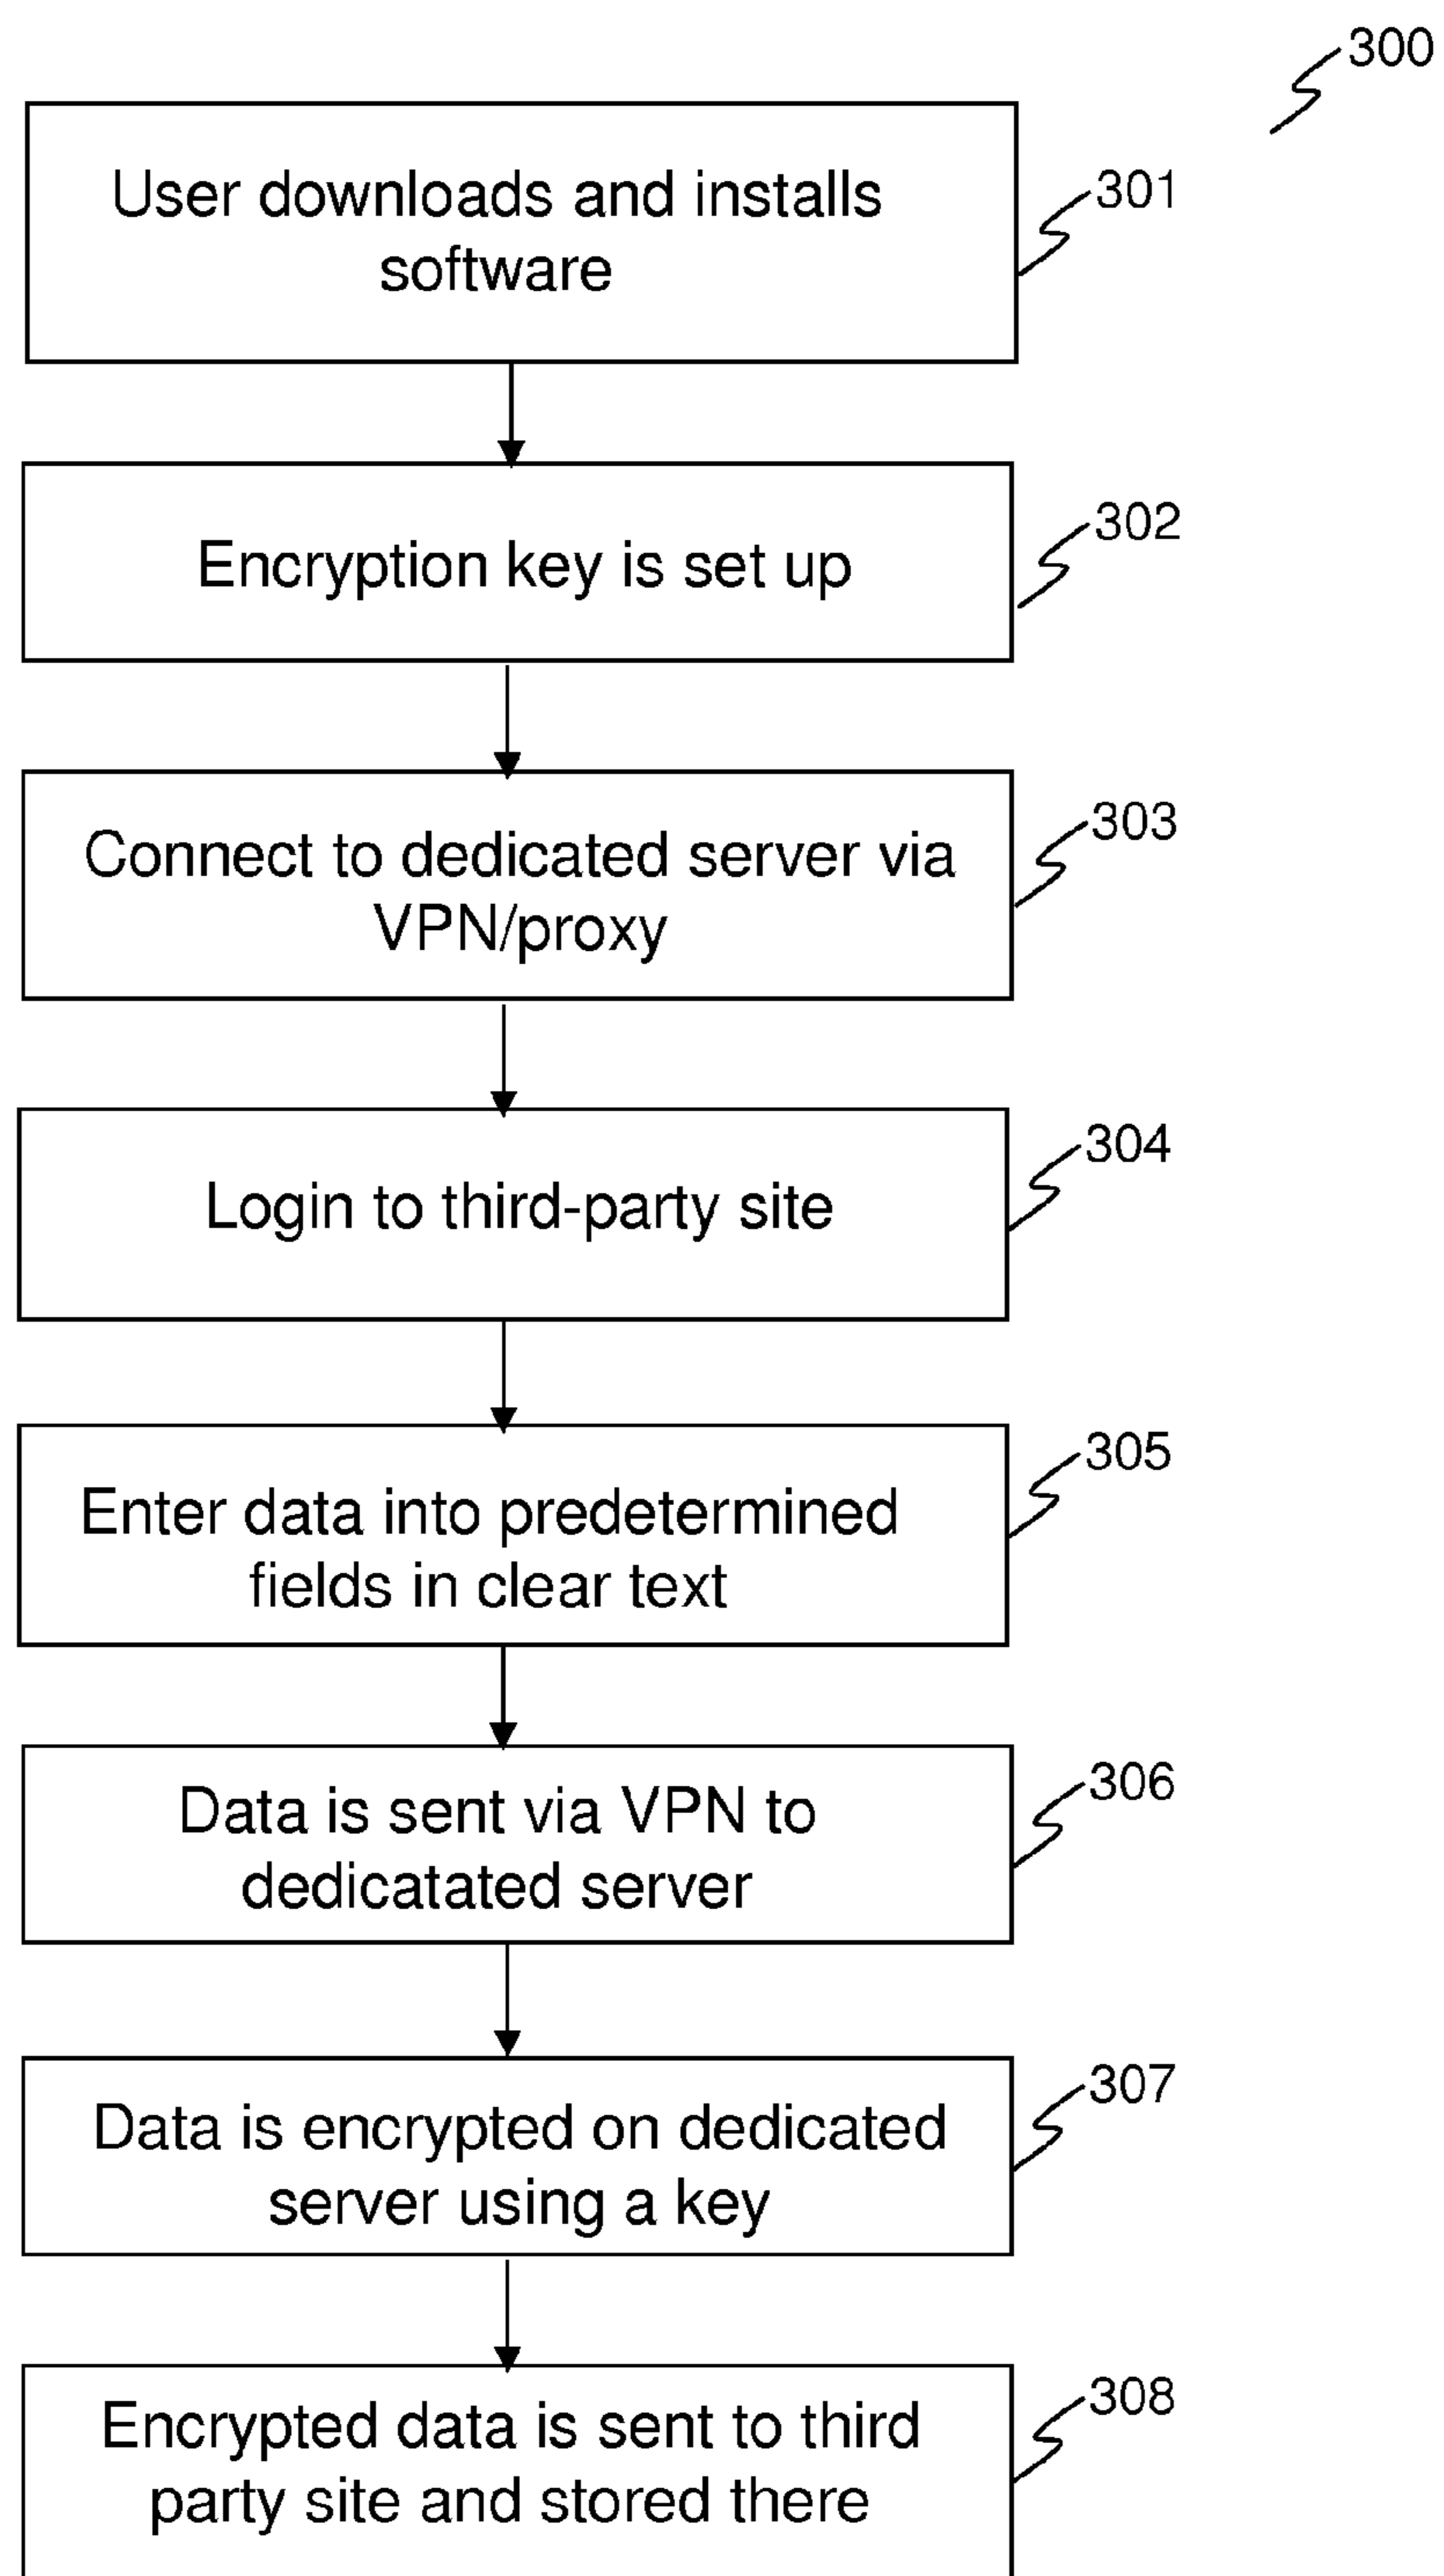 300
User downloads and installs
software
301
Encryption key is set up
302
Connect to dedicated server via
VPN/proxy
303
Login to third-party site
304
Enter data into predetermined
fields in clear text
305
Data is sent via VPN to
dedicatated server
306
Data is encrypted on dedicated
server using a key
307
Encrypted data is sent to third
party site and stored there
308